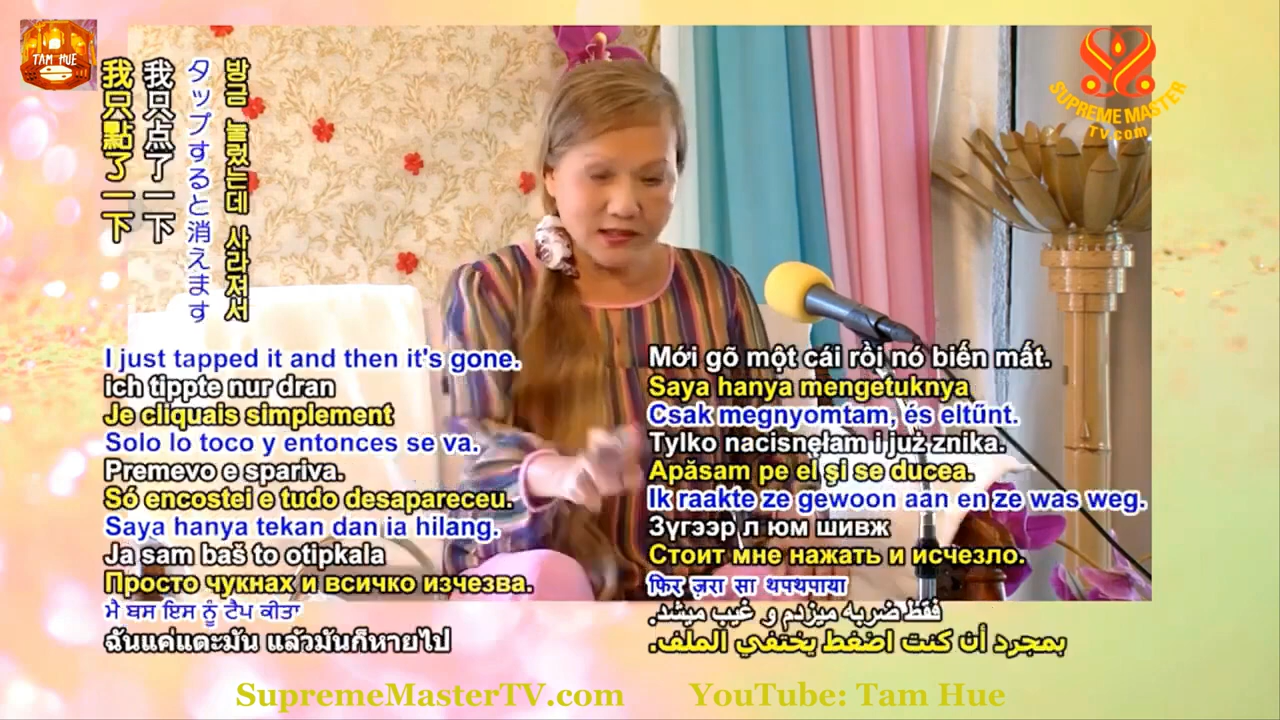 TAM HUE
SUPREME MASTER
TV.com
我只點了一下
我只点了一下
タップすると消えます
방금 눌렀는데 사라져서
I just tapped it and then it's gone.
ich tippte nur dran
Je cliquais simplement
Solo lo toco y entonces se va.
Premevo e spariva.
Só encostei e tudo desapareceu.
Saya hanya tekan dan ia hilang.
Ja sam baš to otipkala
Просто чукнах и всичко изчезва.
ਮੈ ਬਸ ਇਸ ਨੂੰ ਟੈਪ ਕੀਤਾ
ฉันแค่แตะมัน แล้วมันก็หายไป
Mới gõ một cái rồi nó biến mất.
Saya hanya mengetuknya
Csak megnyomtam, és eltűnt.
Tylko nacisnęłam i już znika.
Apăsam pe el şi se ducea.
Ik raakte ze gewoon aan en ze was weg.
Зүгээр л юм шивж
Стоит мне нажать и исчезло.
फिर ज़रा सा थपथपाया
فقط ضربه میزدم و غیب میشد.
بمجرد أن كنت اضغط يختفي الملف.
SupremeMasterTV.com
YouTube: Tam Hue